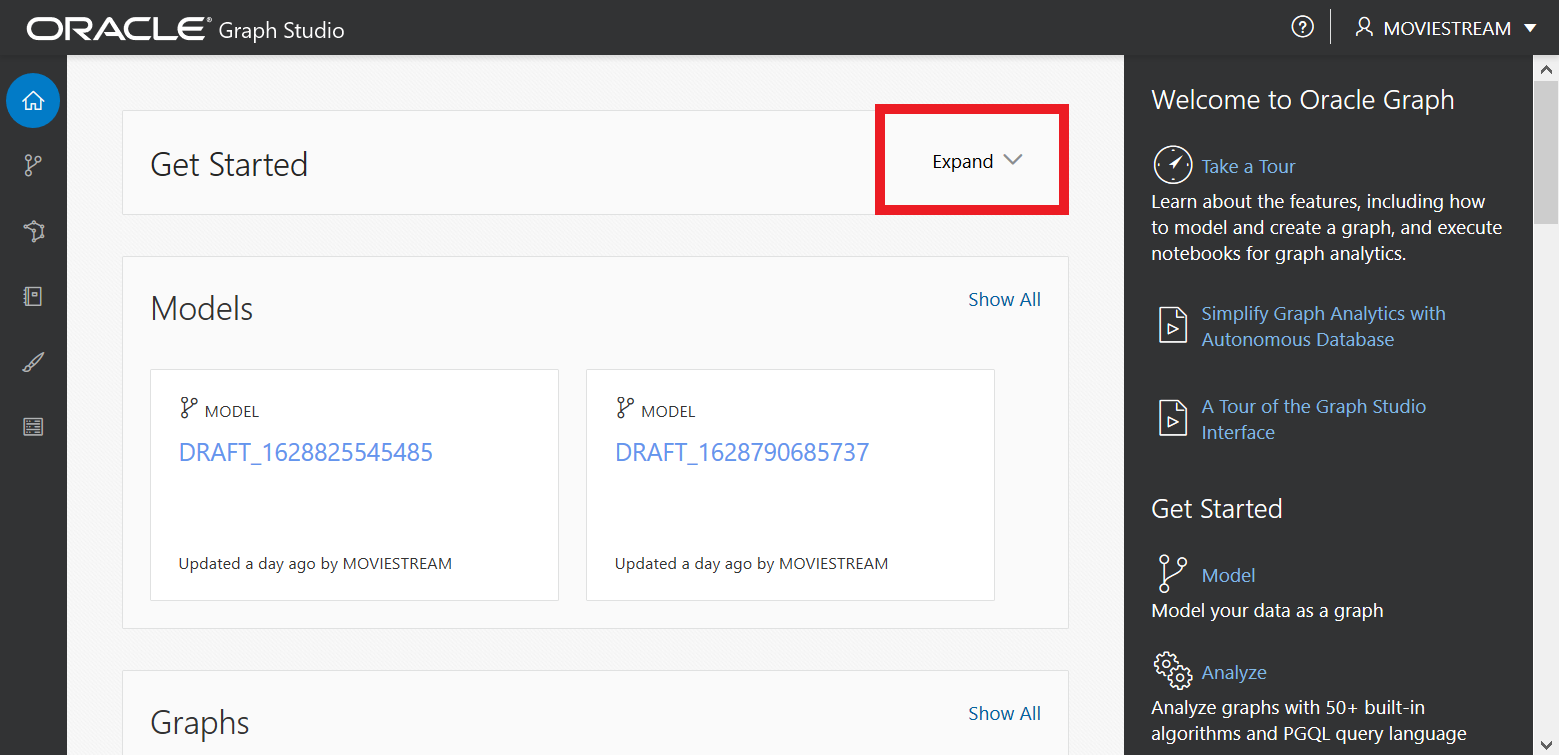 ORACLE® Graph Studio
MOVIESTREAM
Get Started
Expand
Models
Show All
MODEL
DRAFT_1628825545485
Updated a day ago by MOVIESTREAM
MODEL
DRAFT_1628790685737
Updated a day ago by MOVIESTREAM
Graphs
Show All
Welcome to Oracle Graph
Take a Tour
Learn about the features, including how
to model and create a graph, and execute
notebooks for graph analytics.
Simplify Graph Analytics with
Autonomous Database
A Tour of the Graph Studio
Interface
Get Started
Model
Model your data as a graph
Analyze
Analyze graphs with 50+ built-in
algorithms and PGQL query language